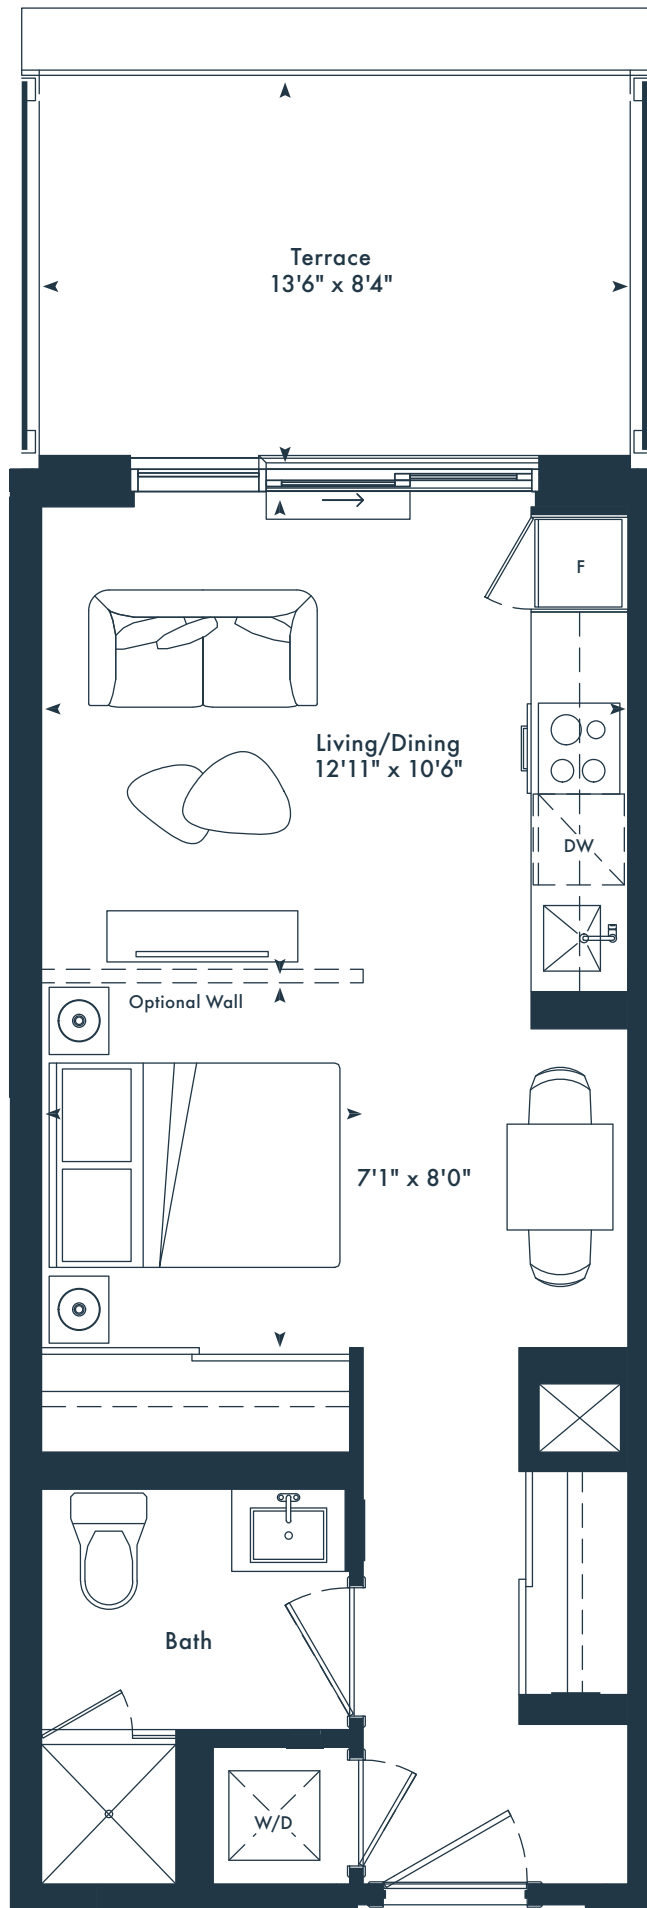 Terrace
13'6" x 8'4"
F
Living/Dining
12'11" x 10'6"
DW
Optional Wall
7'1" x 8'0"
Bath
W/D